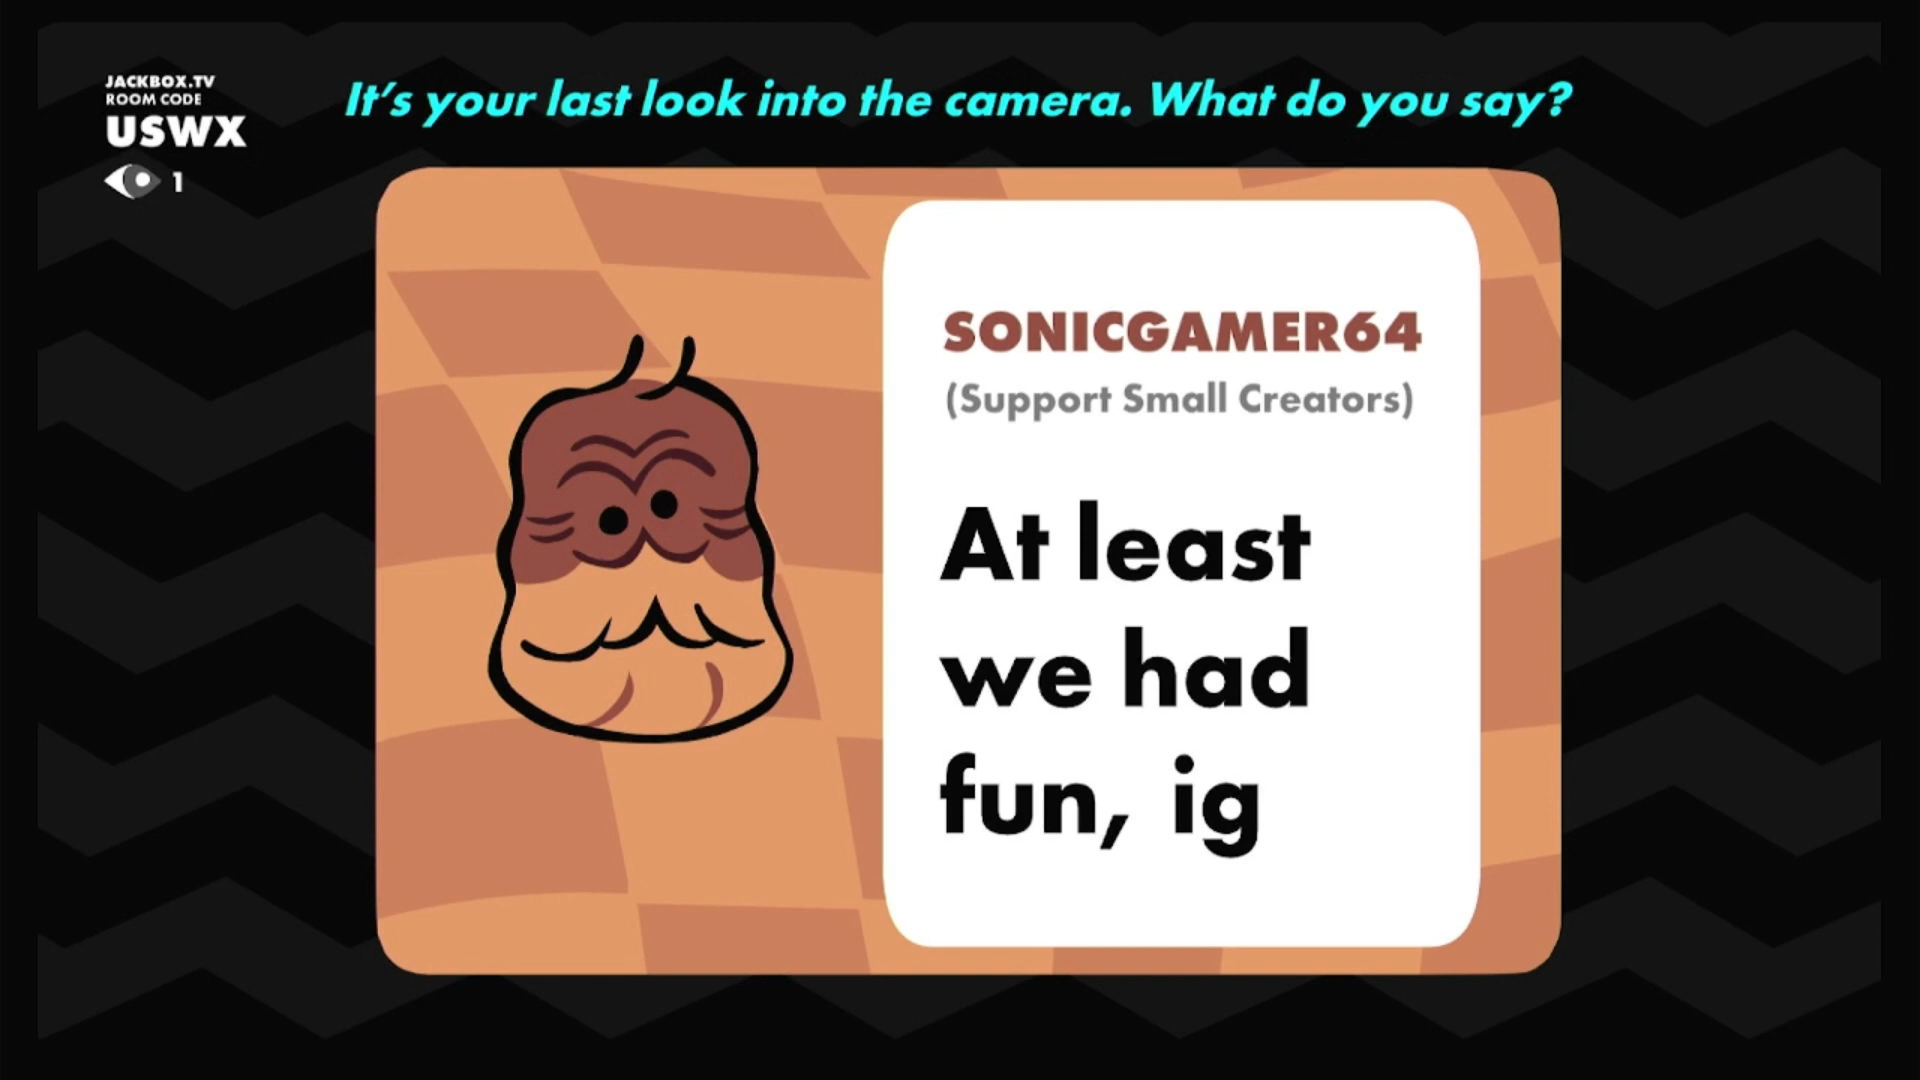 JACKBOX.TV
ROOM CODE
USWX
1
It's your last look into the camera. What do you say?
SONICGAMER64
(Support Small Creators)
At least
we had
fun, ig